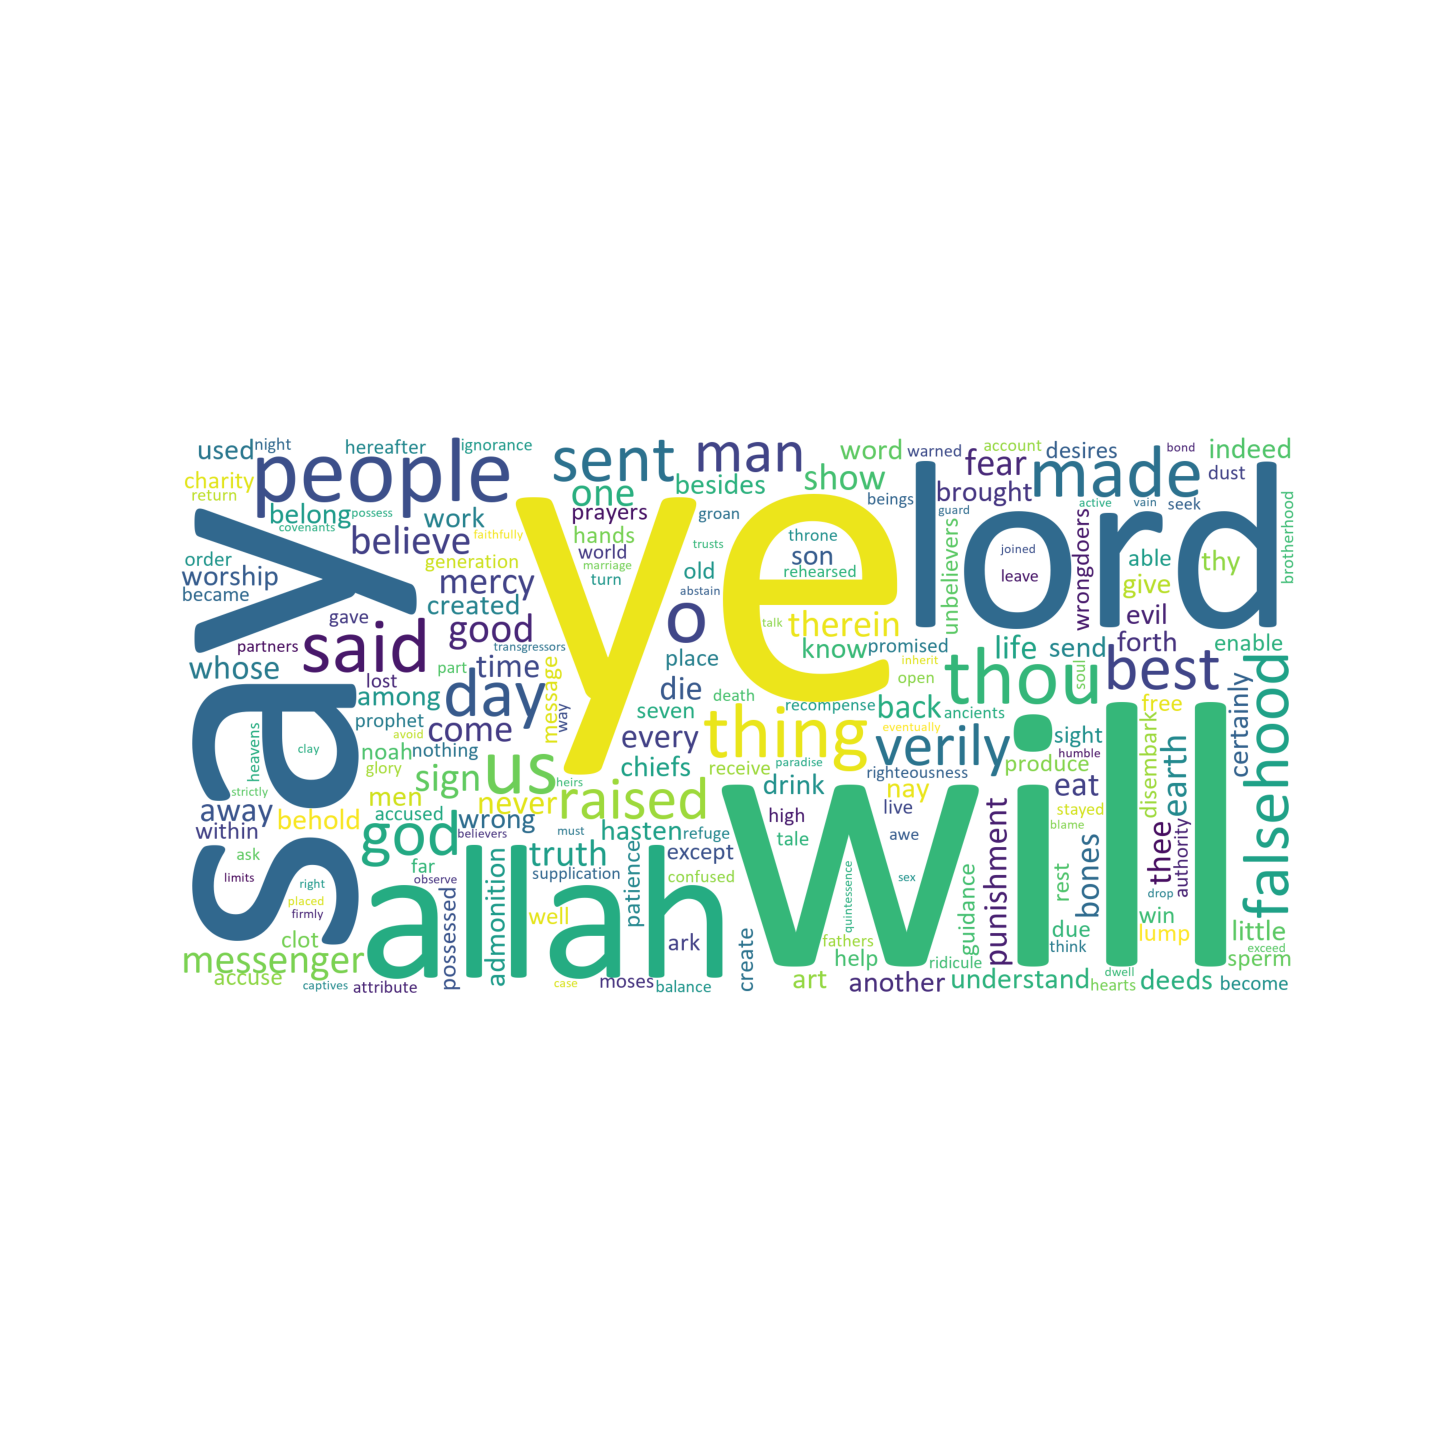 say
ye
will
lord
allah
people
sent
man
made
said
o
us
thou
thing
best
falsehood
god
day
raised
verily
used
night
hereafter
ignorance
charity
return
belong
possess
covenants
work
believe
faithfully
order
worship
became
generation
mercy
created
gave
good
partners
whose
lost
among
part
time
transgressors
prophet
come
avoid
noah
nothing
glory
heavens
clay
strictly
sign
men
never
away
behold
accused
within
wrong
believers
ask
far
observe
limits
right
placed
firmly
clot
messenger
accuse
captives
attribute
possessed
admonition
truth
supplication
well
case
moses
balance
ark
patience
confused
except
must
hasten
refuge
heirs
message
way
one
besides
prayers
groan
hands
world
trusts
marriage
turn
old
abstain
place
die
death
seven
every
chiefs
receive
paradise
drink
high
tale
create
word
show
warned
beings
throne
son
rehearsed
talk
therein
know
promised
inherit
open
recompense
back
ancients
eventually
righteousness
nay
live
awe
sex
quintessence
fathers
help
ridicule
art
another
understand
guidance
punishment
account
desires
bond
indeed
fear
brought
dust
guard
active
vain
seek
unbelievers
joined
leave
wrongdoers
able
give
thy
evil
brotherhood
life
send
forth
enable
soul
free
sight
certainly
humble
produce
disembark
earth
eat
stayed
blame
thee
authority
rest
bones
drop
due
think
win
lump
little
exceed
sperm
dwell
hearts
deeds
become